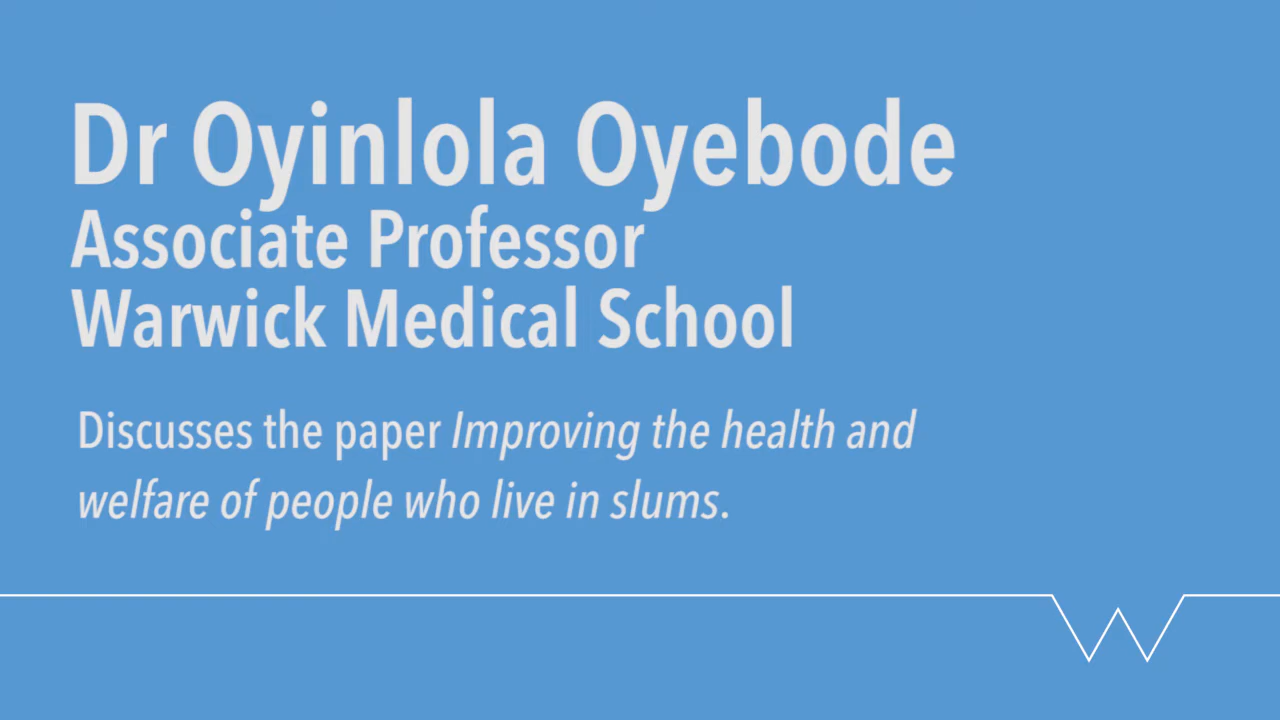 Dr Oyinlola Oyebode
Associate Professor
Warwick Medical School
Discusses the paper Improving the health and
welfare of people who live in slums.